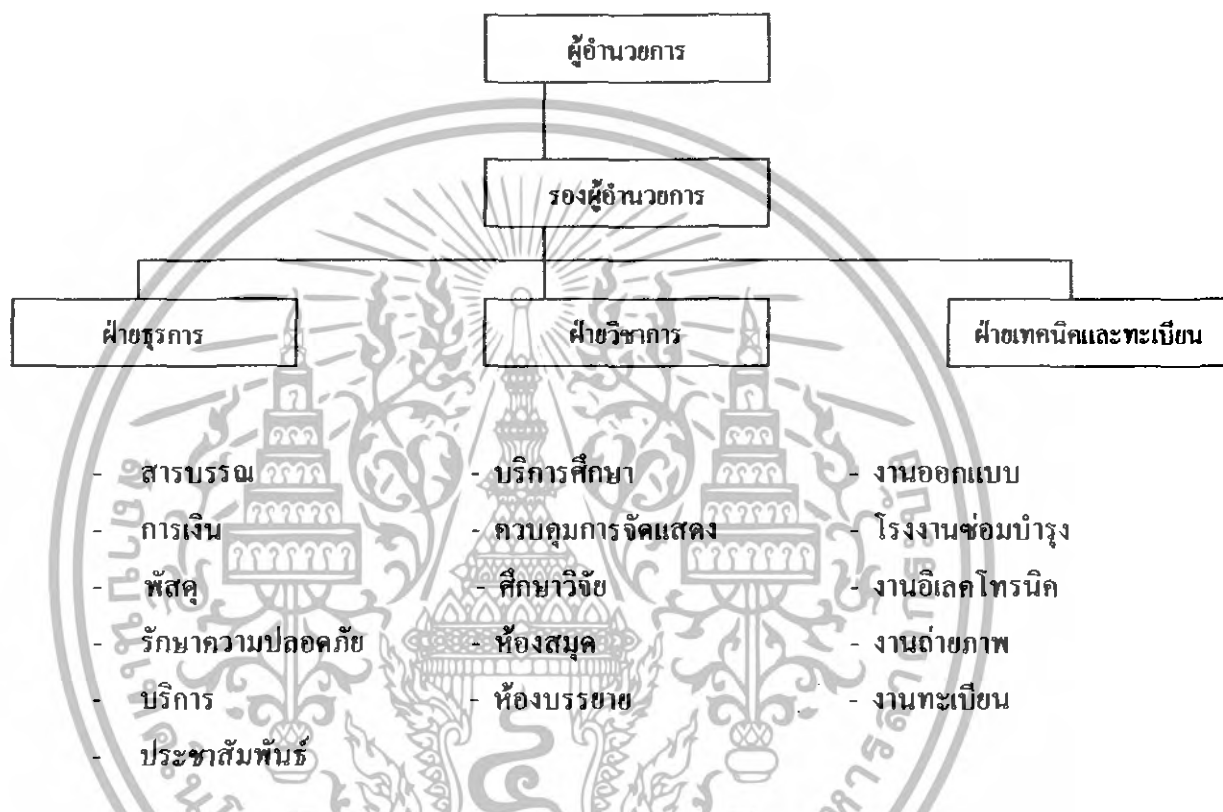 ผู้อำนวยการ
รองผู้อำนวยการ
ฝ่ายธุรการ
ฝ่ายวิชาการ
ฝ่ายเทคนิคและทะเบียน
- สารบรรณ
- การเงิน
- พัสดุ
- รักษาความปลอดภัย
- บริการ
- ประชาสัมพันธ์
- บริการศึกษา
- ควบคุมการจัดแสดง
- ศึกษาวิจัย
- ห้องสมุด
- ห้องบรรยาย
- งานออกแบบ
- โรงงานซ่อมบำรุง
- งานอิเลคโทรนิค
- งานถ่ายภาพ
- งานทะเบียน